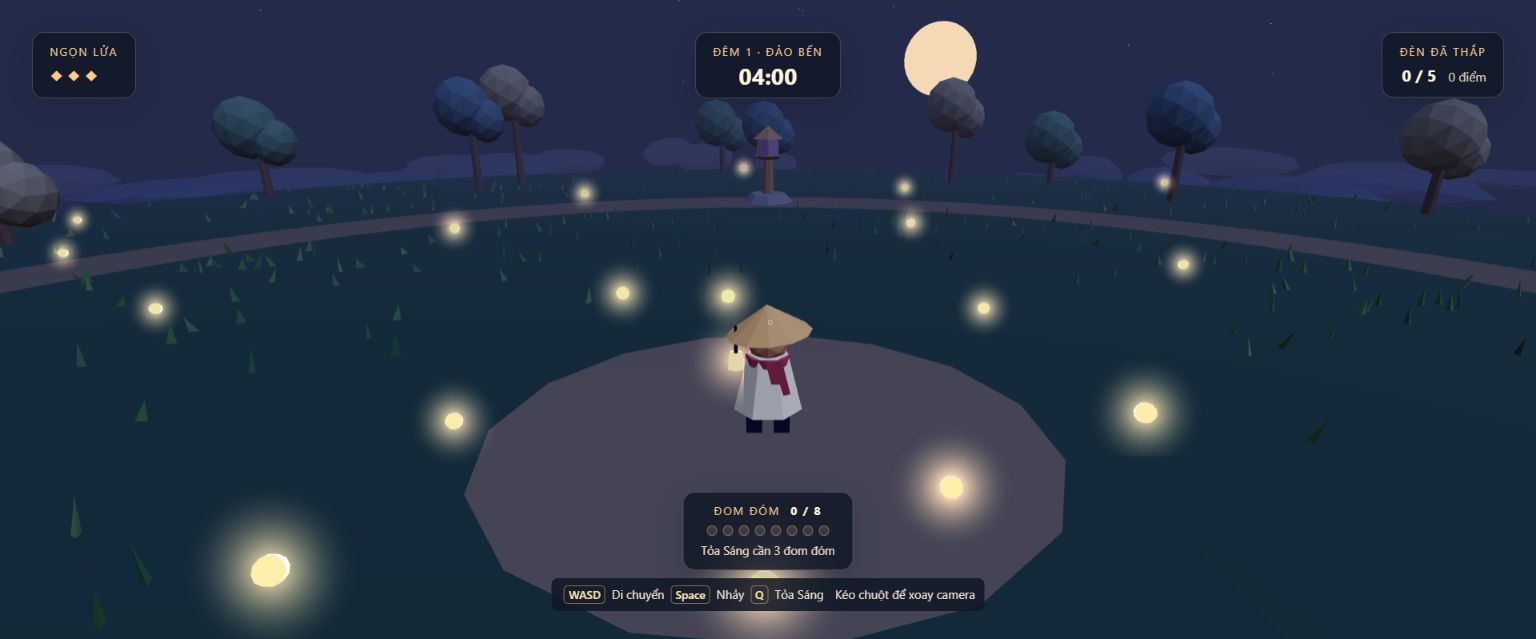 NGỌN LỬA
ĐÊM 1 · ĐẢO BẾN
04:00
ĐÈN ĐÃ THẮP
0 / 5 0 điểm
ĐOM ĐÓM 0 / 8
Tỏa Sáng cần 3 đom đóm
WASD Di chuyển Space Nhảy Q Tỏa Sáng Kéo chuột để xoay camera